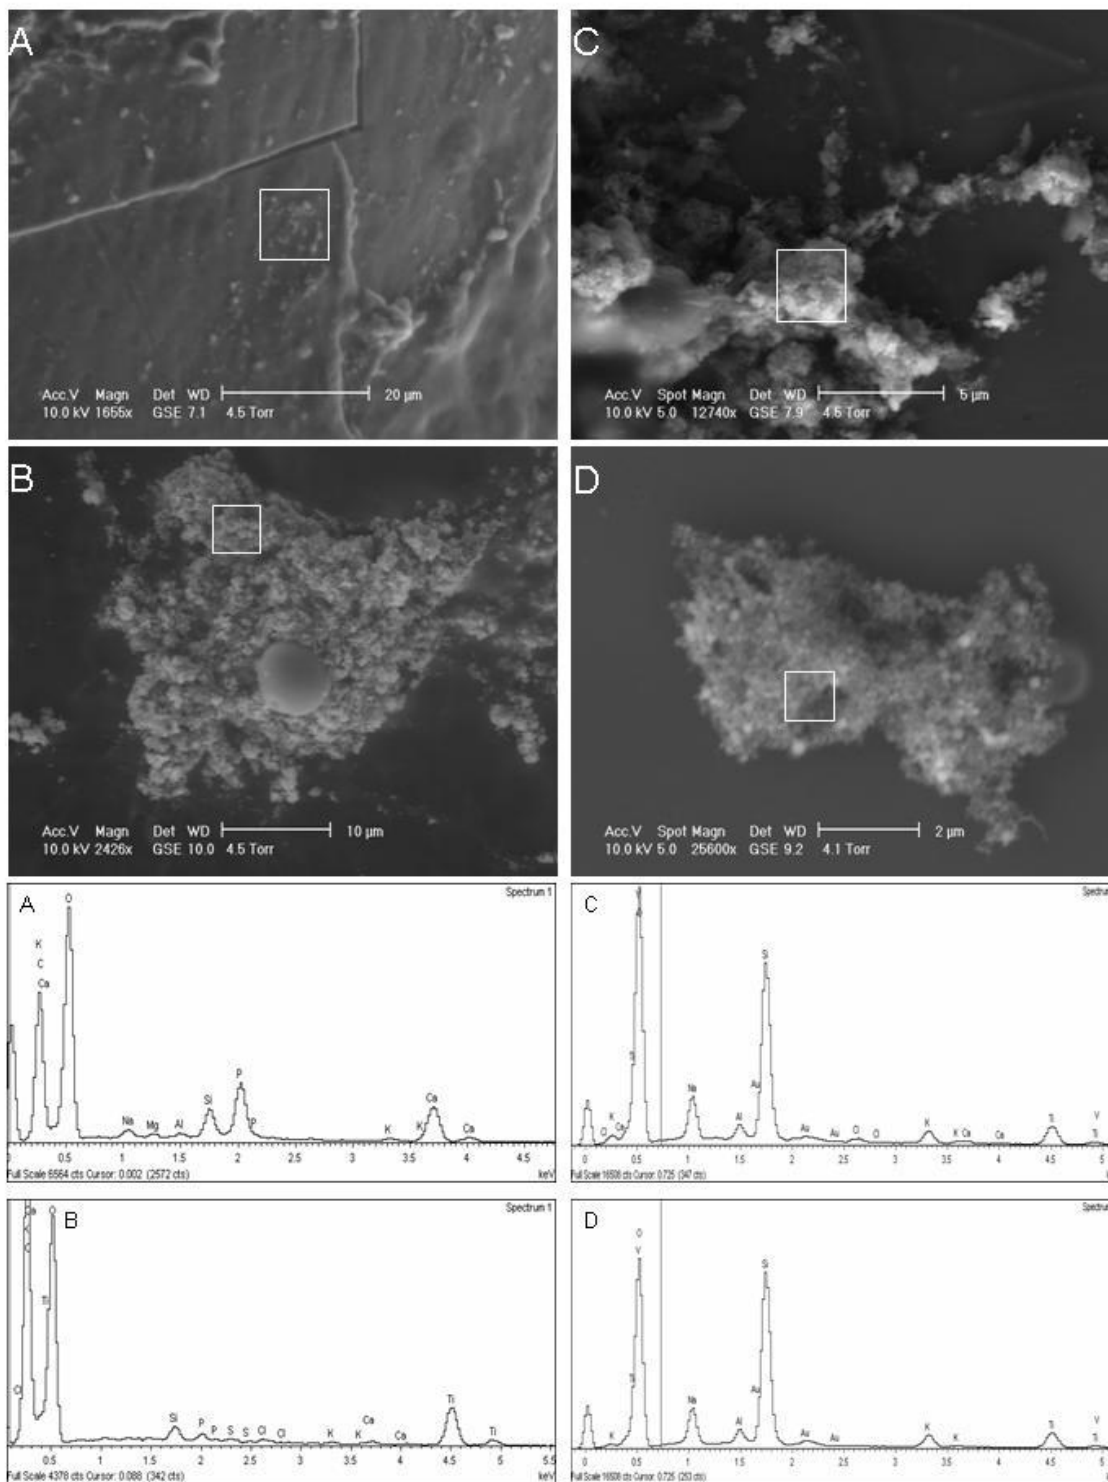 A
Acc.V Magn Det WD 20 µm
10.0 kV 1655x GSE 7.1 4.5 Torr
C
Acc.V Spot Magn Det WD 5 µm
10.0 kV 5.0 12740x GSE 7.9 4.5 Torr
B
Acc.V Magn Det WD 10 µm
10.0 kV 2426x GSE 10.0 4.5 Torr
D
Acc.V Spot Magn Det WD 2 µm
10.0 kV 5.0 25600x GSE 9.2 4.1 Torr
A
Spectrum 1
O
K
C
Ca
Na Mg Al Si P P K K Ca Ca
0 0.5 1 1.5 2 2.5 3 3.5 4 4.5
Full Scale 6564 cts Cursor: 0.002 (2572 cts) keV
C
Spectru
V
Si
K Ca Na Al Au Au Au K K Ca Ca Ti V
Ti
0 0.5 1 1.5 2 2.5 3 3.5 4 4.5 5
Full Scale 16508 cts Cursor: 0.725 (347 cts)
B
Spectrum 1
O
Si P P S S Cl Cl K K Ca Ca Ti Ti
0.5 1 1.5 2 2.5 3 3.5 4 4.5 5 5.5
Full Scale 4378 cts Cursor: 0.088 (342 cts) keV
D
Spectru
O
V
Si
K Na Al Au Au Au K K Ti V
Ti
0 0.5 1 1.5 2 2.5 3 3.5 4 4.5 5
Full Scale 16508 cts Cursor: 0.725 (253 cts)